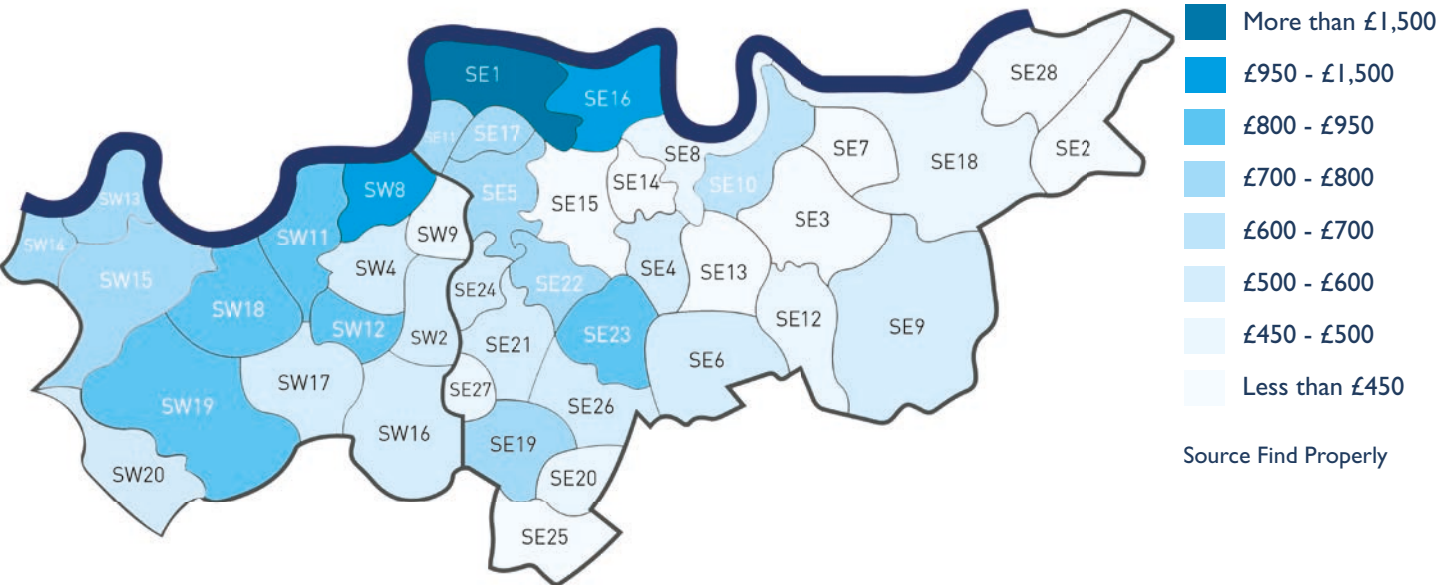 More than £1,500
£950 - £1,500
£800 - £950
£700 - £800
£600 - £700
£500 - £600
£450 - £500
Less than £450
Source Find Properly
SE1
SE16
SE28
SE11
SE17
SE8
SE7
SE18
SE2
SW13
SW8
SE5
SE15
SE14
SE10
SE3
SW14
SW11
SW9
SW15
SW4
SE24
SE22
SE4
SE13
SW18
SW12
SW2
SE21
SE23
SE12
SE9
SE6
SW19
SW17
SE27
SE26
SW16
SE19
SW20
SE20
SE25